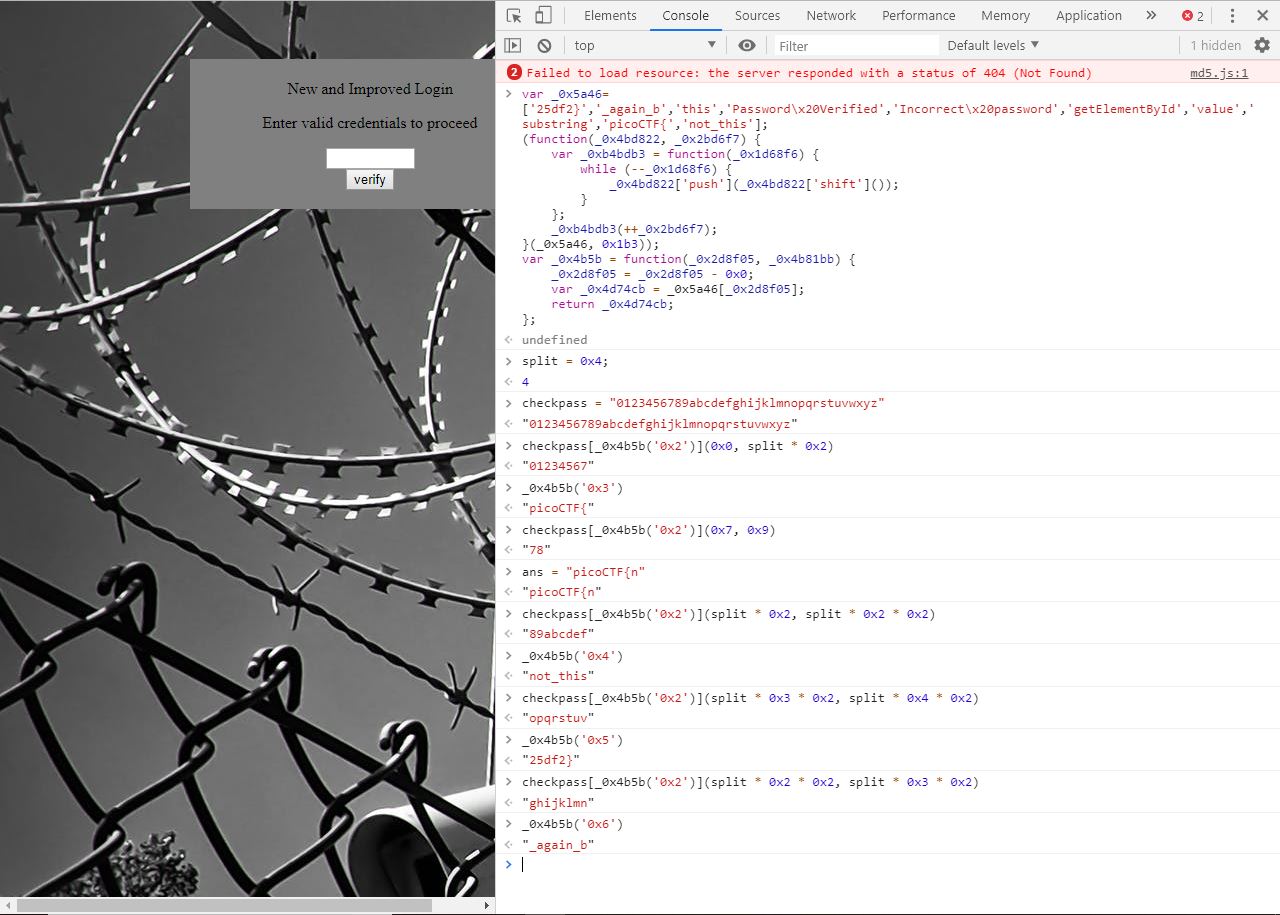 New and Improved Login
Enter valid credentials to proceed
verify
Elements Console Sources Network Performance Memory Application » 2
top Filter Default levels 1 hidden
2 Failed to load resource: the server responded with a status of 404 (Not Found) md5.js:1
> var _0x5a46=
['25df2}','_again_b','this','Password\x20Verified','Incorrect\x20password','getElementById','value','
substring','picoCTF{','not_this'];
(function(_0x4bd822, _0x2bd6f7) {
var _0xb4bdb3 = function(_0x1d68f6) {
while (--_0x1d68f6) {
_0x4bd822['push'](_0x4bd822['shift']());
}
};
_0xb4bdb3(++_0x2bd6f7);
}(_0x5a46, 0x1b3));
var _0x4b5b = function(_0x2d8f05, _0x4b81bb) {
_0x2d8f05 = _0x2d8f05 - 0x0;
var _0x4d74cb = _0x5a46[_0x2d8f05];
return _0x4d74cb;
};
undefined
> split = 0x4;
4
> checkpass = "0123456789abcdefghijklmnopqrstuvwxyz"
"0123456789abcdefghijklmnopqrstuvwxyz"
> checkpass[_0x4b5b('0x2')](0x0, split * 0x2)
"01234567"
> _0x4b5b('0x3')
"picoCTF{"
> checkpass[_0x4b5b('0x2')](0x7, 0x9)
"78"
> ans = "picoCTF{n"
"picoCTF{n"
> checkpass[_0x4b5b('0x2')](split * 0x2, split * 0x2 * 0x2)
"89abcdef"
> _0x4b5b('0x4')
"not_this"
> checkpass[_0x4b5b('0x2')](split * 0x3 * 0x2, split * 0x4 * 0x2)
"opqrstuv"
> _0x4b5b('0x5')
"25df2}"
> checkpass[_0x4b5b('0x2')](split * 0x2 * 0x2, split * 0x3 * 0x2)
"ghijklmn"
> _0x4b5b('0x6')
"_again_b"
>